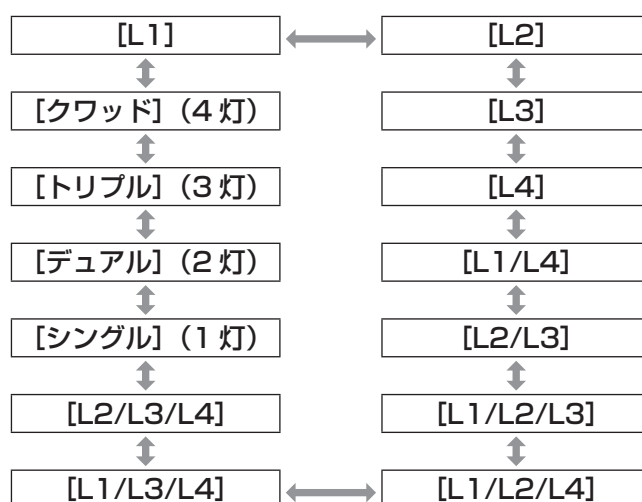 [L1]
[L2]
[クワッド]（4 灯）
[L3]
[トリプル]（3 灯）
[L4]
[デュアル]（2 灯）
[L1/L4]
[シングル]（1 灯）
[L2/L3]
[L2/L3/L4]
[L1/L2/L3]
[L1/L3/L4]
[L1/L2/L4]